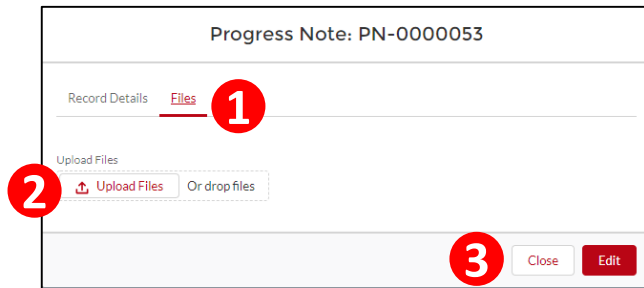 Progress Note: PN-0000053
Record Details Files 1
Upload Files
2 Upload Files Or drop files
3 Close Edit